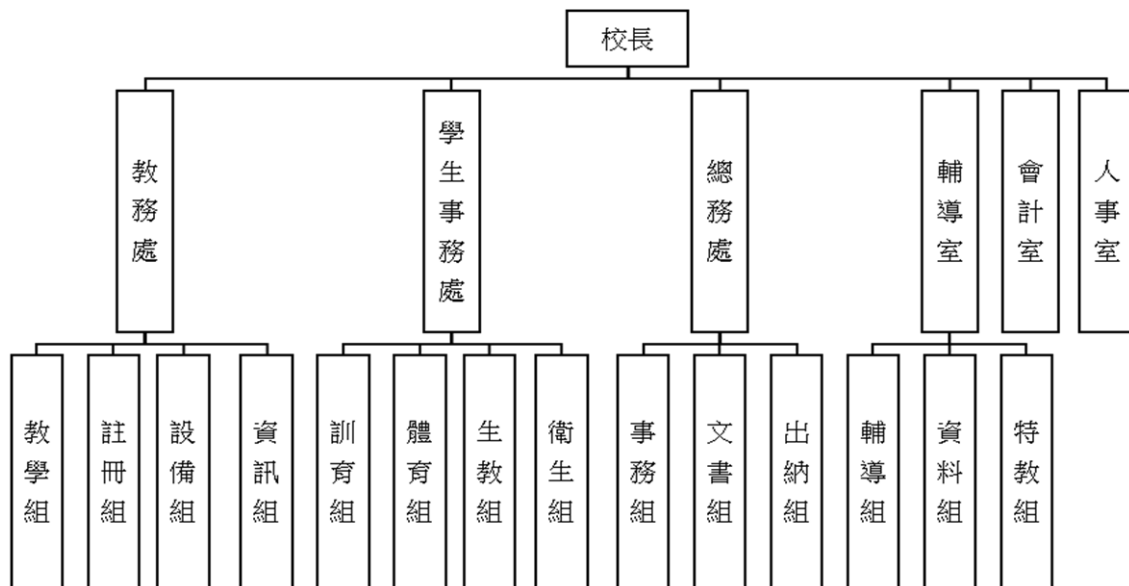 校長
教務處
學生事務處
總務處
輔導室
會計室
人事室
教學組
註冊組
設備組
資訊組
訓育組
體育組
生教組
衛生組
事務組
文書組
出納組
輔導組
資料組
特教組